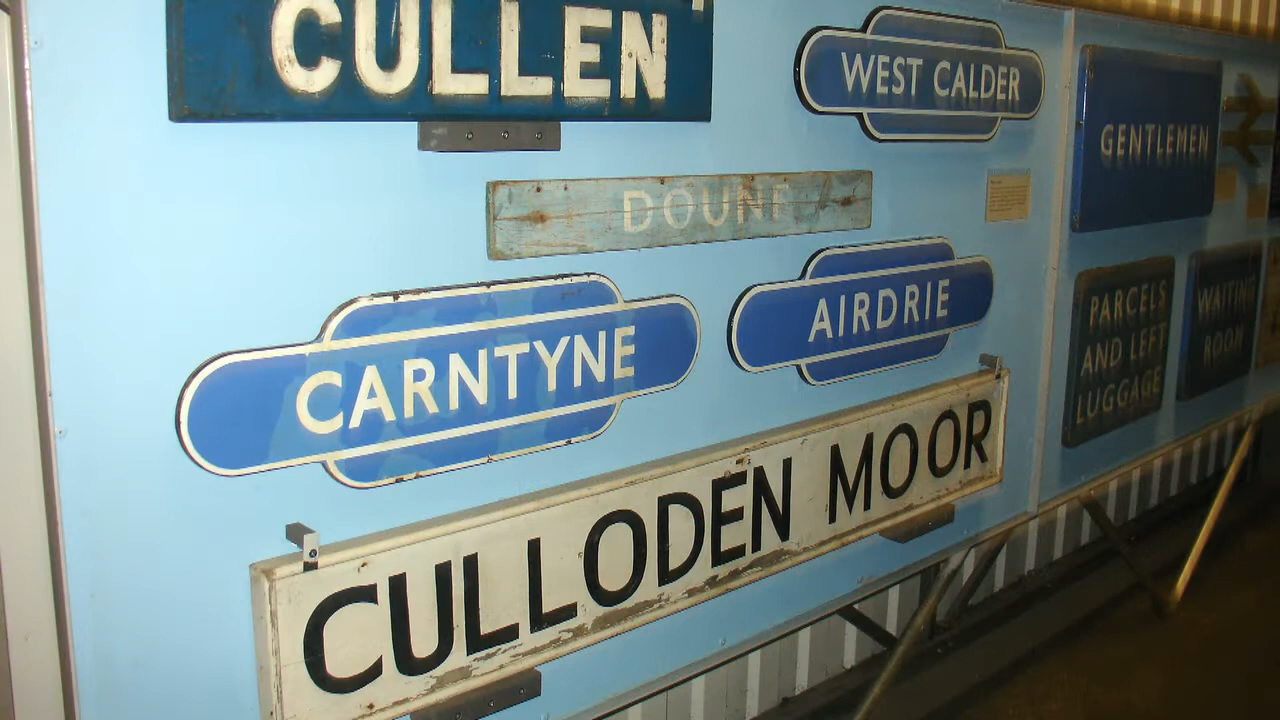 CULLEN
WEST CALDER
GENTLEMEN
DOUNE
CARNTYNE
AIRDRIE
PARCELS
AND LEFT
LUGGAGE
WAITING
ROOM
CULLODEN MOOR